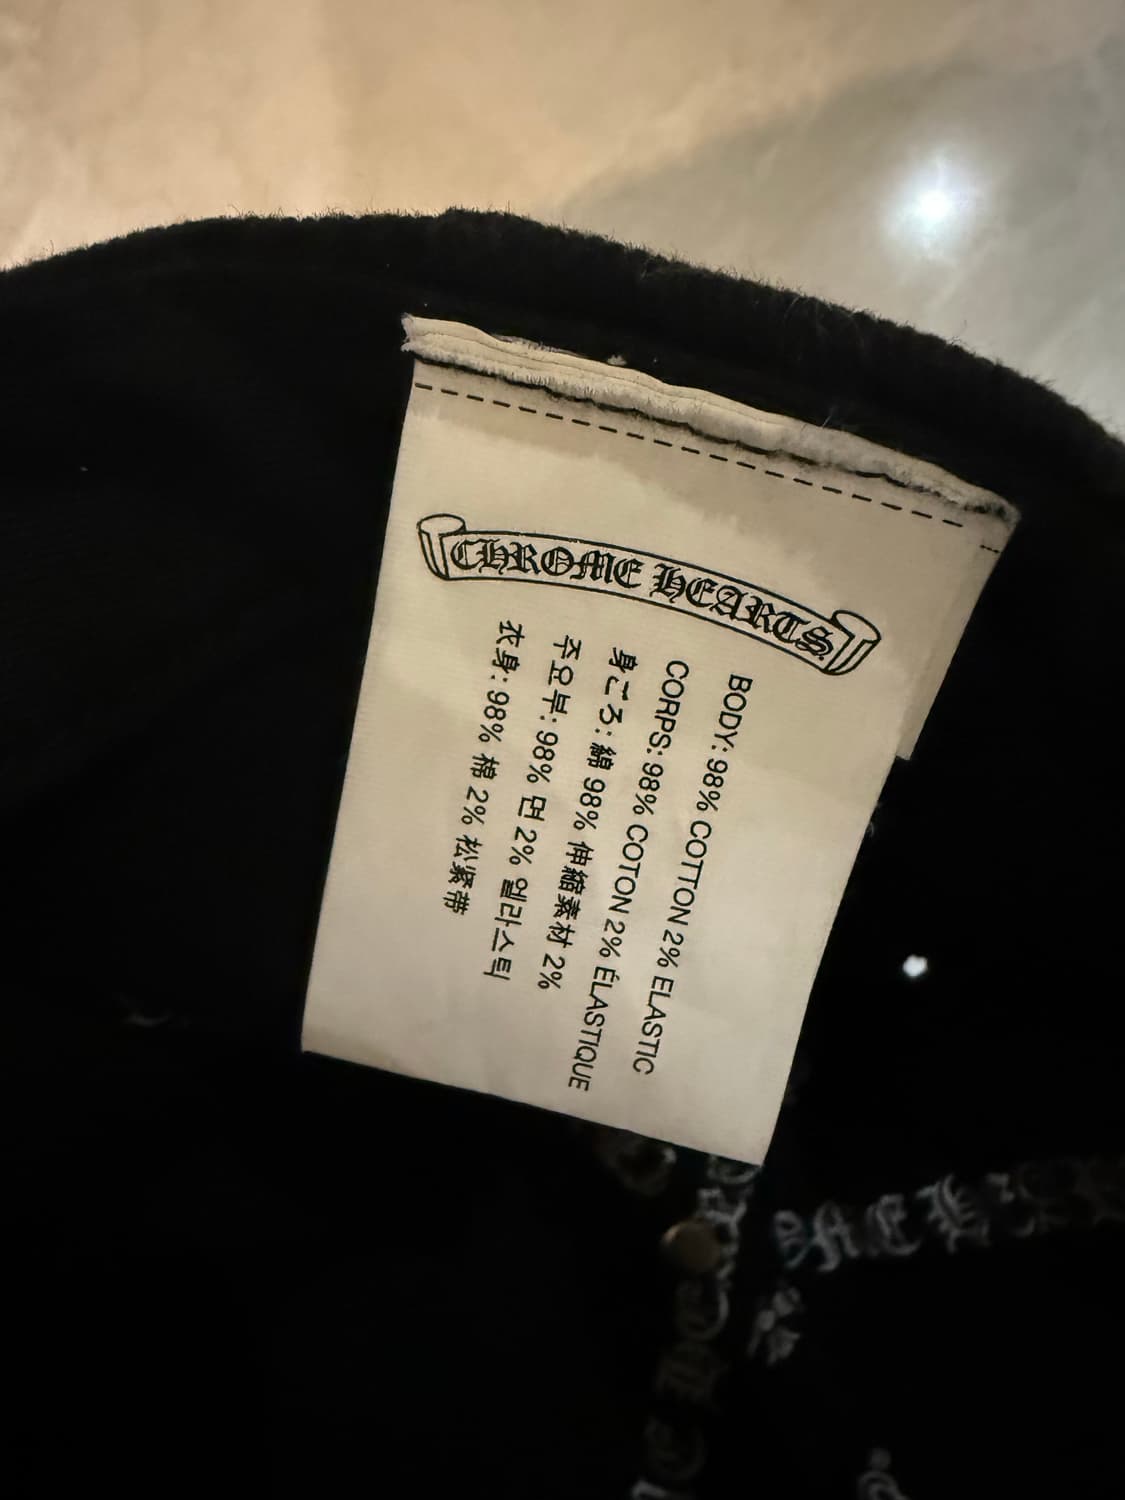 CHROME HEARTS
BODY: 98% COTTON 2% ELASTIC
CORPS: 98% COTON 2% ÉLASTIQUE
身ごろ: 綿 98% 伸縮素材 2%
주요부: 98% 면 2% 엘라스틱
衣身: 98% 棉 2% 松紧带